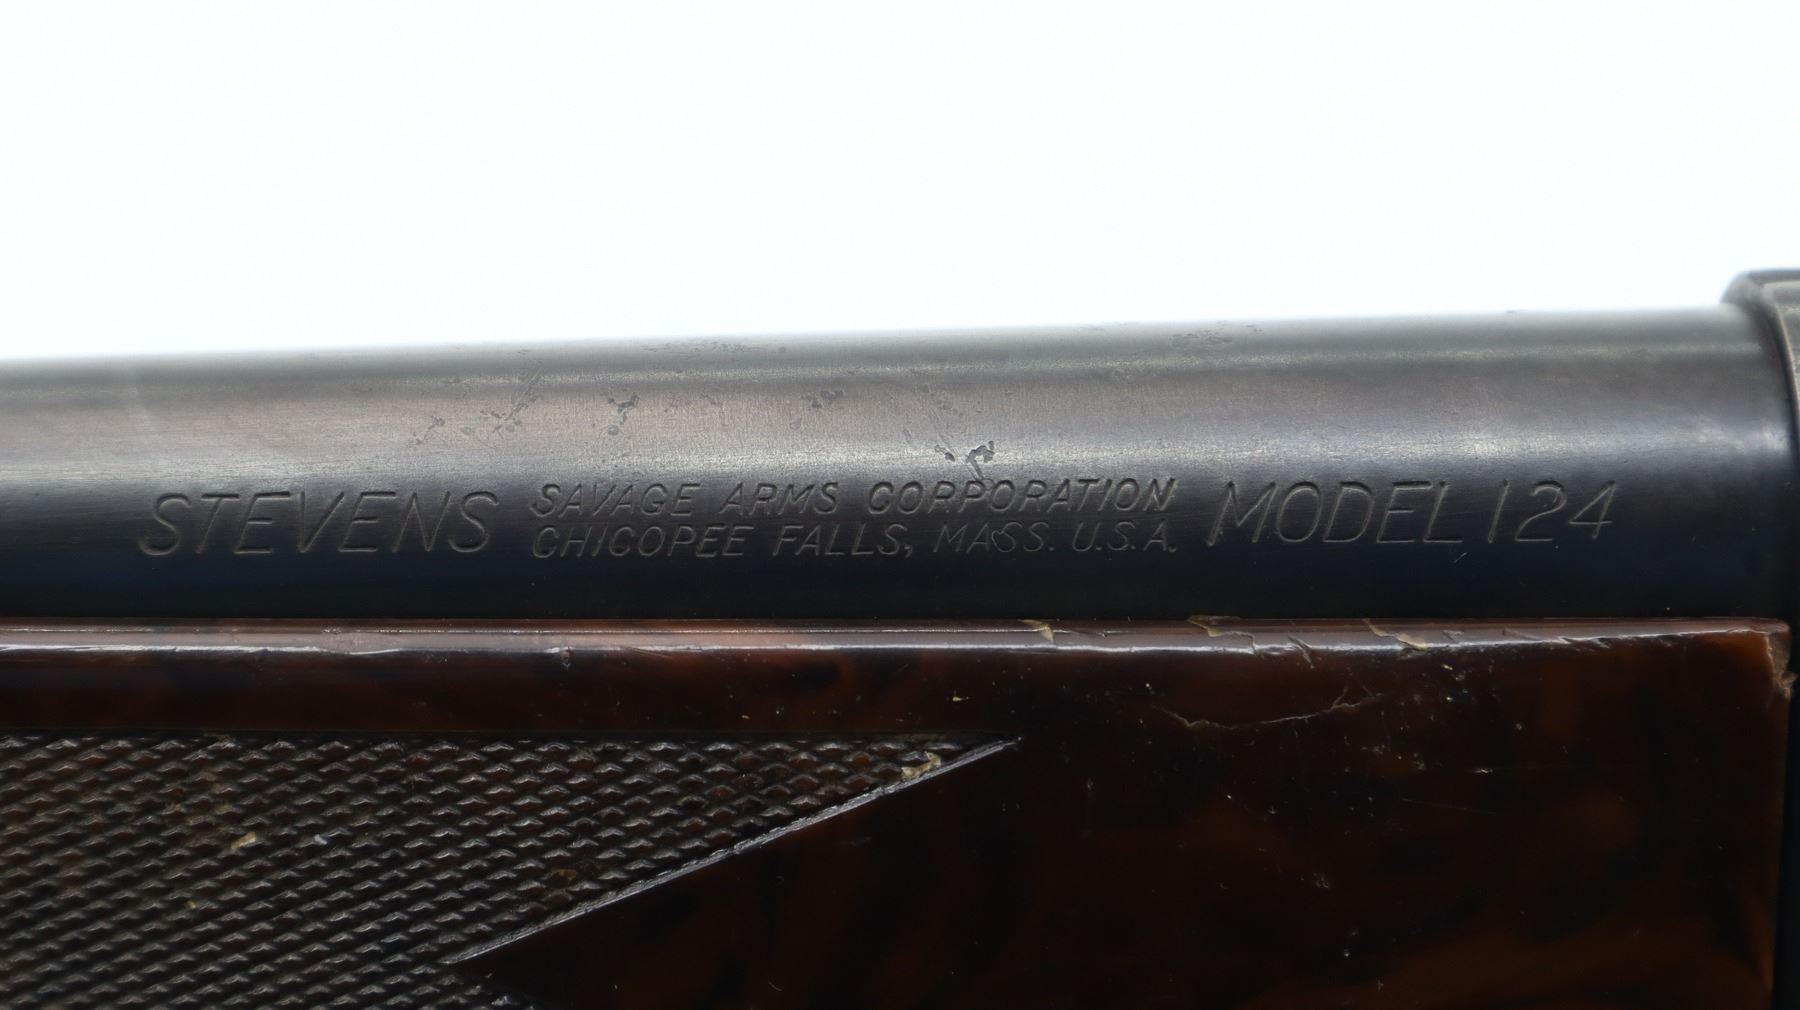 STEVENS
SAVAGE ARMS CORPORATION
CHICOPEE FALLS, MASS. U.S.A.
MODEL 124